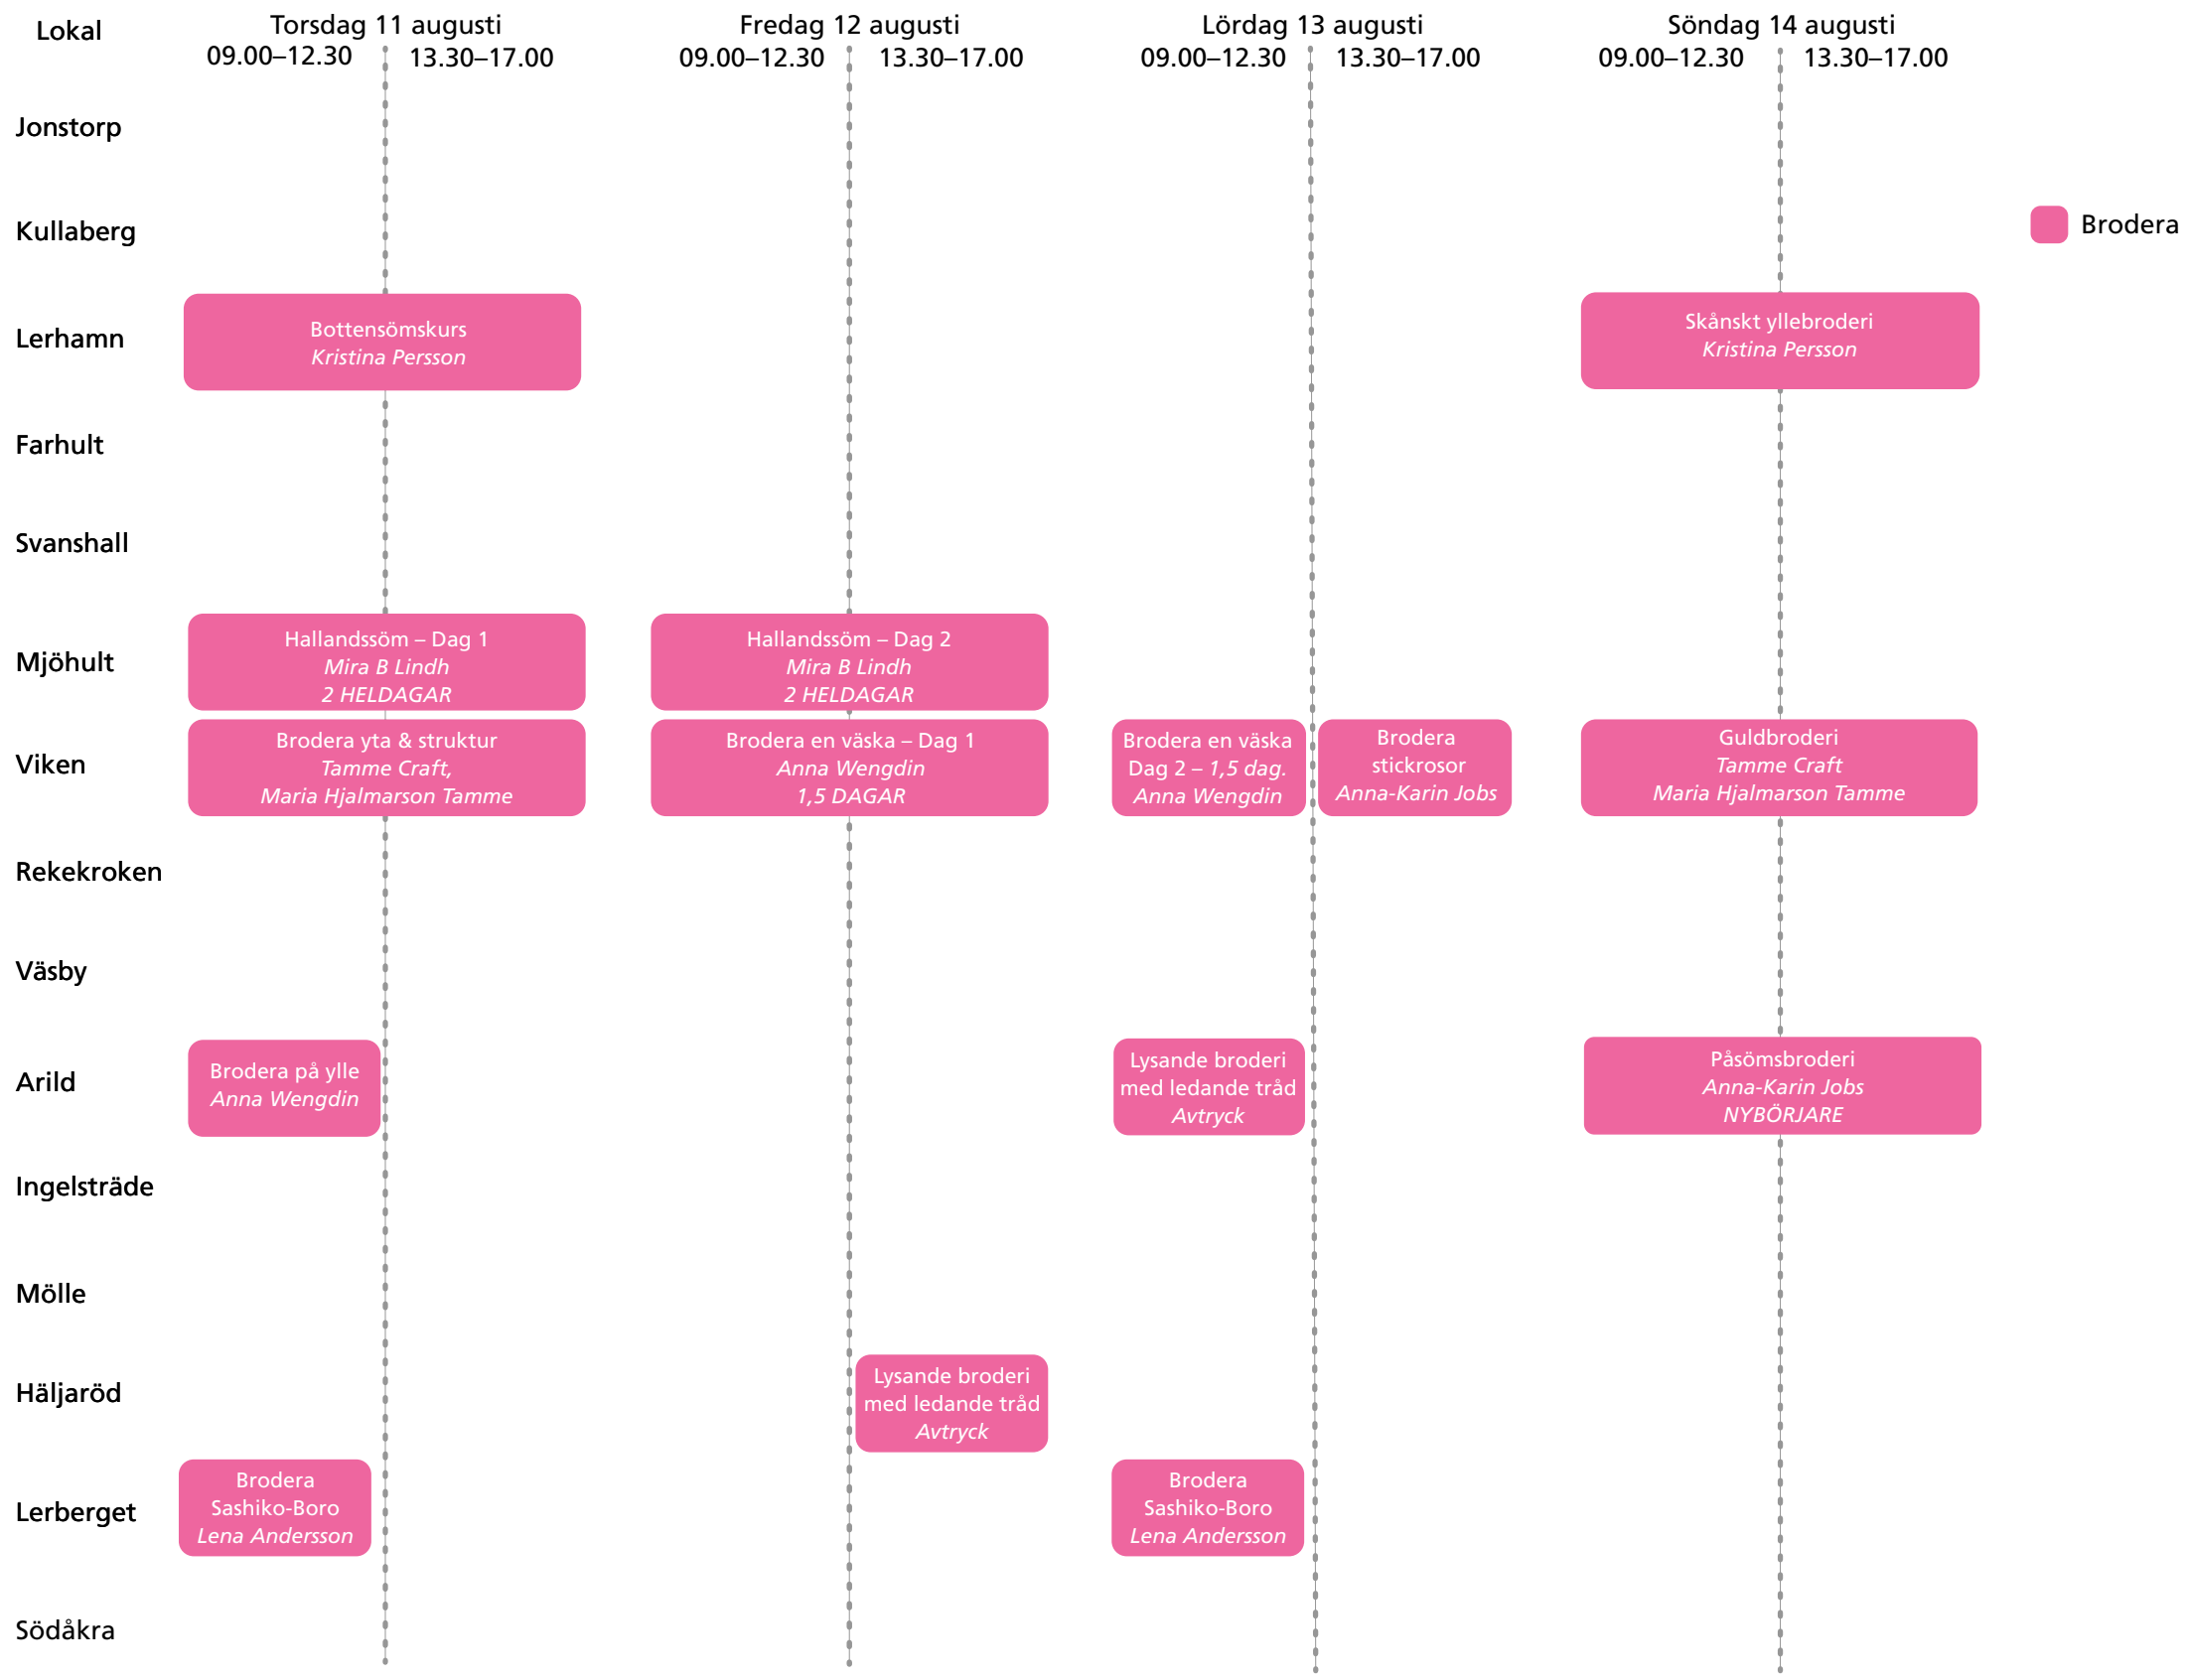 Lokal
Torsdag 11 augusti
09.00–12.30
13.30–17.00
Fredag 12 augusti
09.00–12.30
13.30–17.00
Lördag 13 augusti
09.00–12.30
13.30–17.00
Söndag 14 augusti
09.00–12.30
13.30–17.00
Jonstorp
Kullaberg
Brodera
Lerhamn
Bottensömskurs
Kristina Persson
Skånskt yllebroderi
Kristina Persson
Farhult
Svanshall
Mjöhult
Hallandssöm – Dag 1
Mira B Lindh
2 HELDAGAR
Hallandssöm – Dag 2
Mira B Lindh
2 HELDAGAR
Viken
Brodera yta & struktur
Tamme Craft,
Maria Hjalmarson Tamme
Brodera en väska – Dag 1
Anna Wengdin
1,5 DAGAR
Brodera en väska
Dag 2 – 1,5 dag.
Anna Wengdin
Brodera
stickrosor
Anna-Karin Jobs
Guldbroderi
Tamme Craft
Maria Hjalmarson Tamme
Rekekroken
Väsby
Arild
Brodera på ylle
Anna Wengdin
Lysande broderi
med ledande tråd
Avtryck
Påsömsbroderi
Anna-Karin Jobs
NYBÖRJARE
Ingelsträde
Mölle
Häljaröd
Lysande broderi
med ledande tråd
Avtryck
Lerberget
Brodera
Sashiko-Boro
Lena Andersson
Brodera
Sashiko-Boro
Lena Andersson
Södåkra